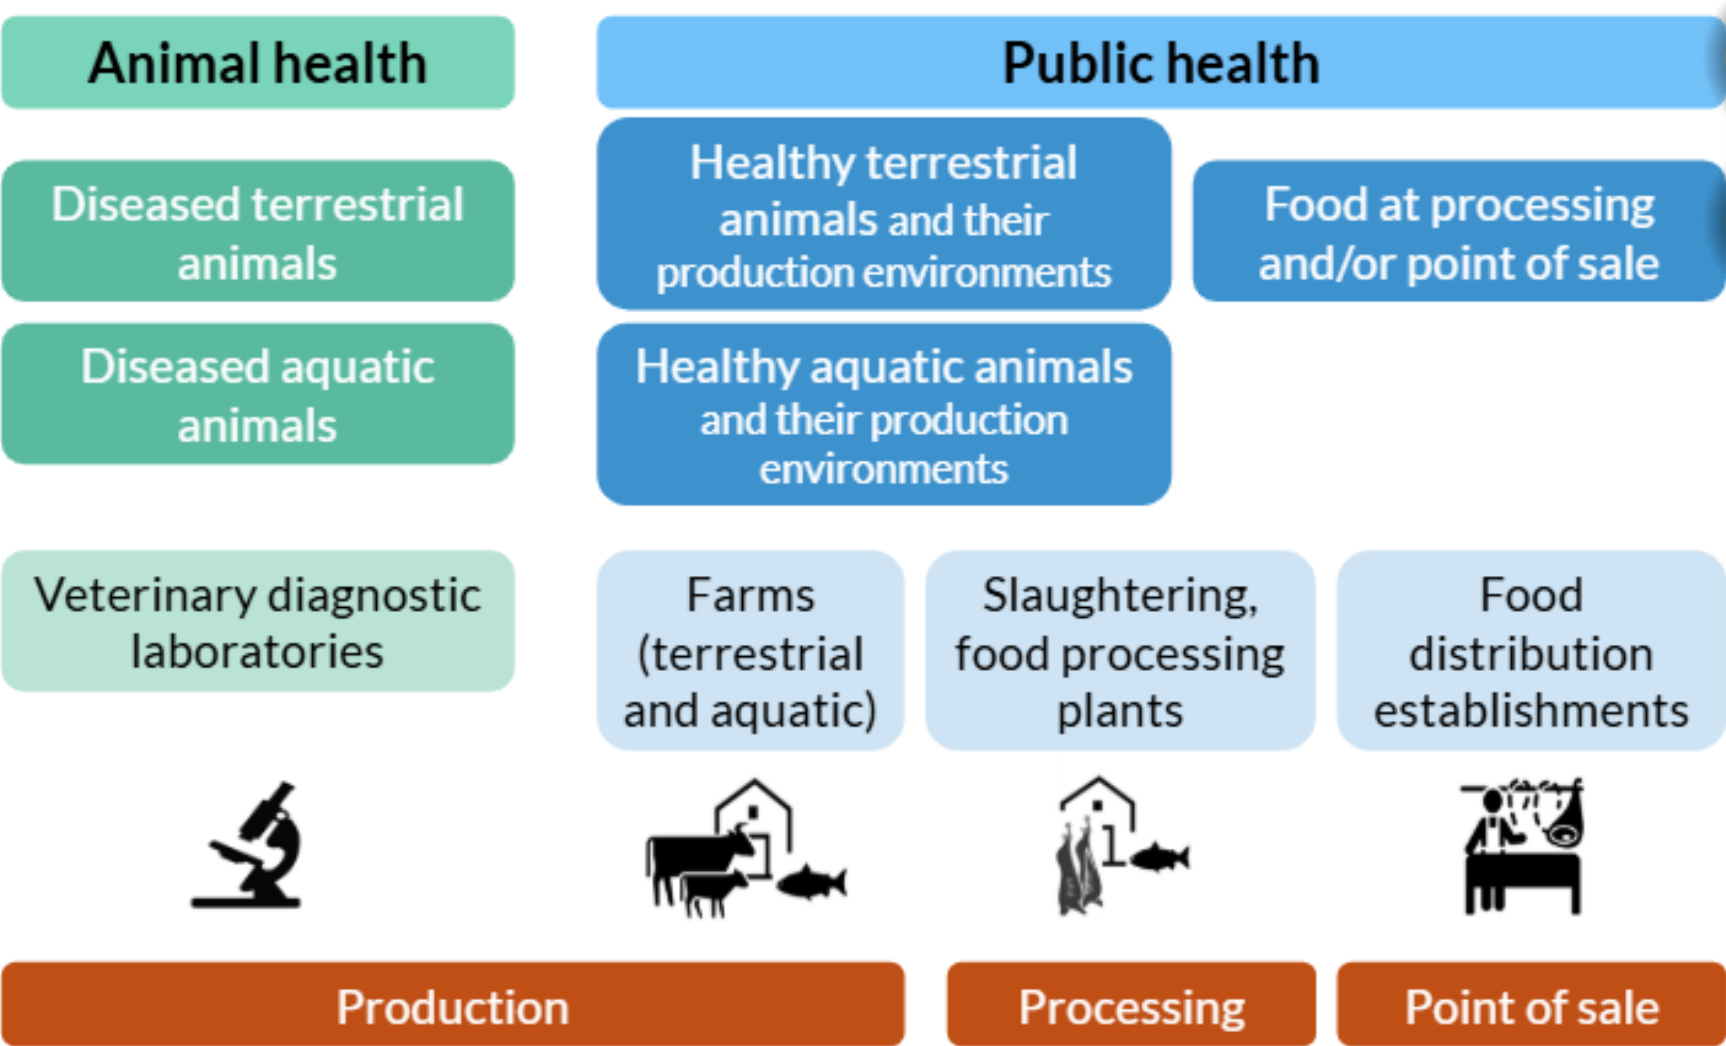 Animal health
Public health
Diseased terrestrial
animals
Healthy terrestrial
animals and their
production environments
Food at processing
and/or point of sale
Diseased aquatic
animals
Healthy aquatic animals
and their production
environments
Veterinary diagnostic
laboratories
Farms
(terrestrial
and aquatic)
Slaughtering,
food processing
plants
Food
distribution
establishments
Production
Processing
Point of sale